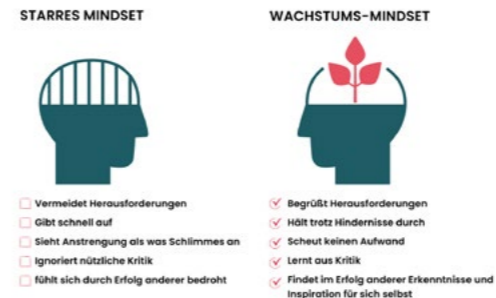 STARRES MINDSET
Vermeidet Herausforderungen
Gibt schnell auf
Sieht Anstrengung als was Schlimmes an
Ignoriert nützliche Kritik
fühlt sich durch Erfolg anderer bedroht
WACHSTUMS-MINDSET
Begrüßt Herausforderungen
Hält trotz Hindernisse durch
Scheut keinen Aufwand
Lernt aus Kritik
Findet im Erfolg anderer Erkenntnisse und
Inspiration für sich selbst